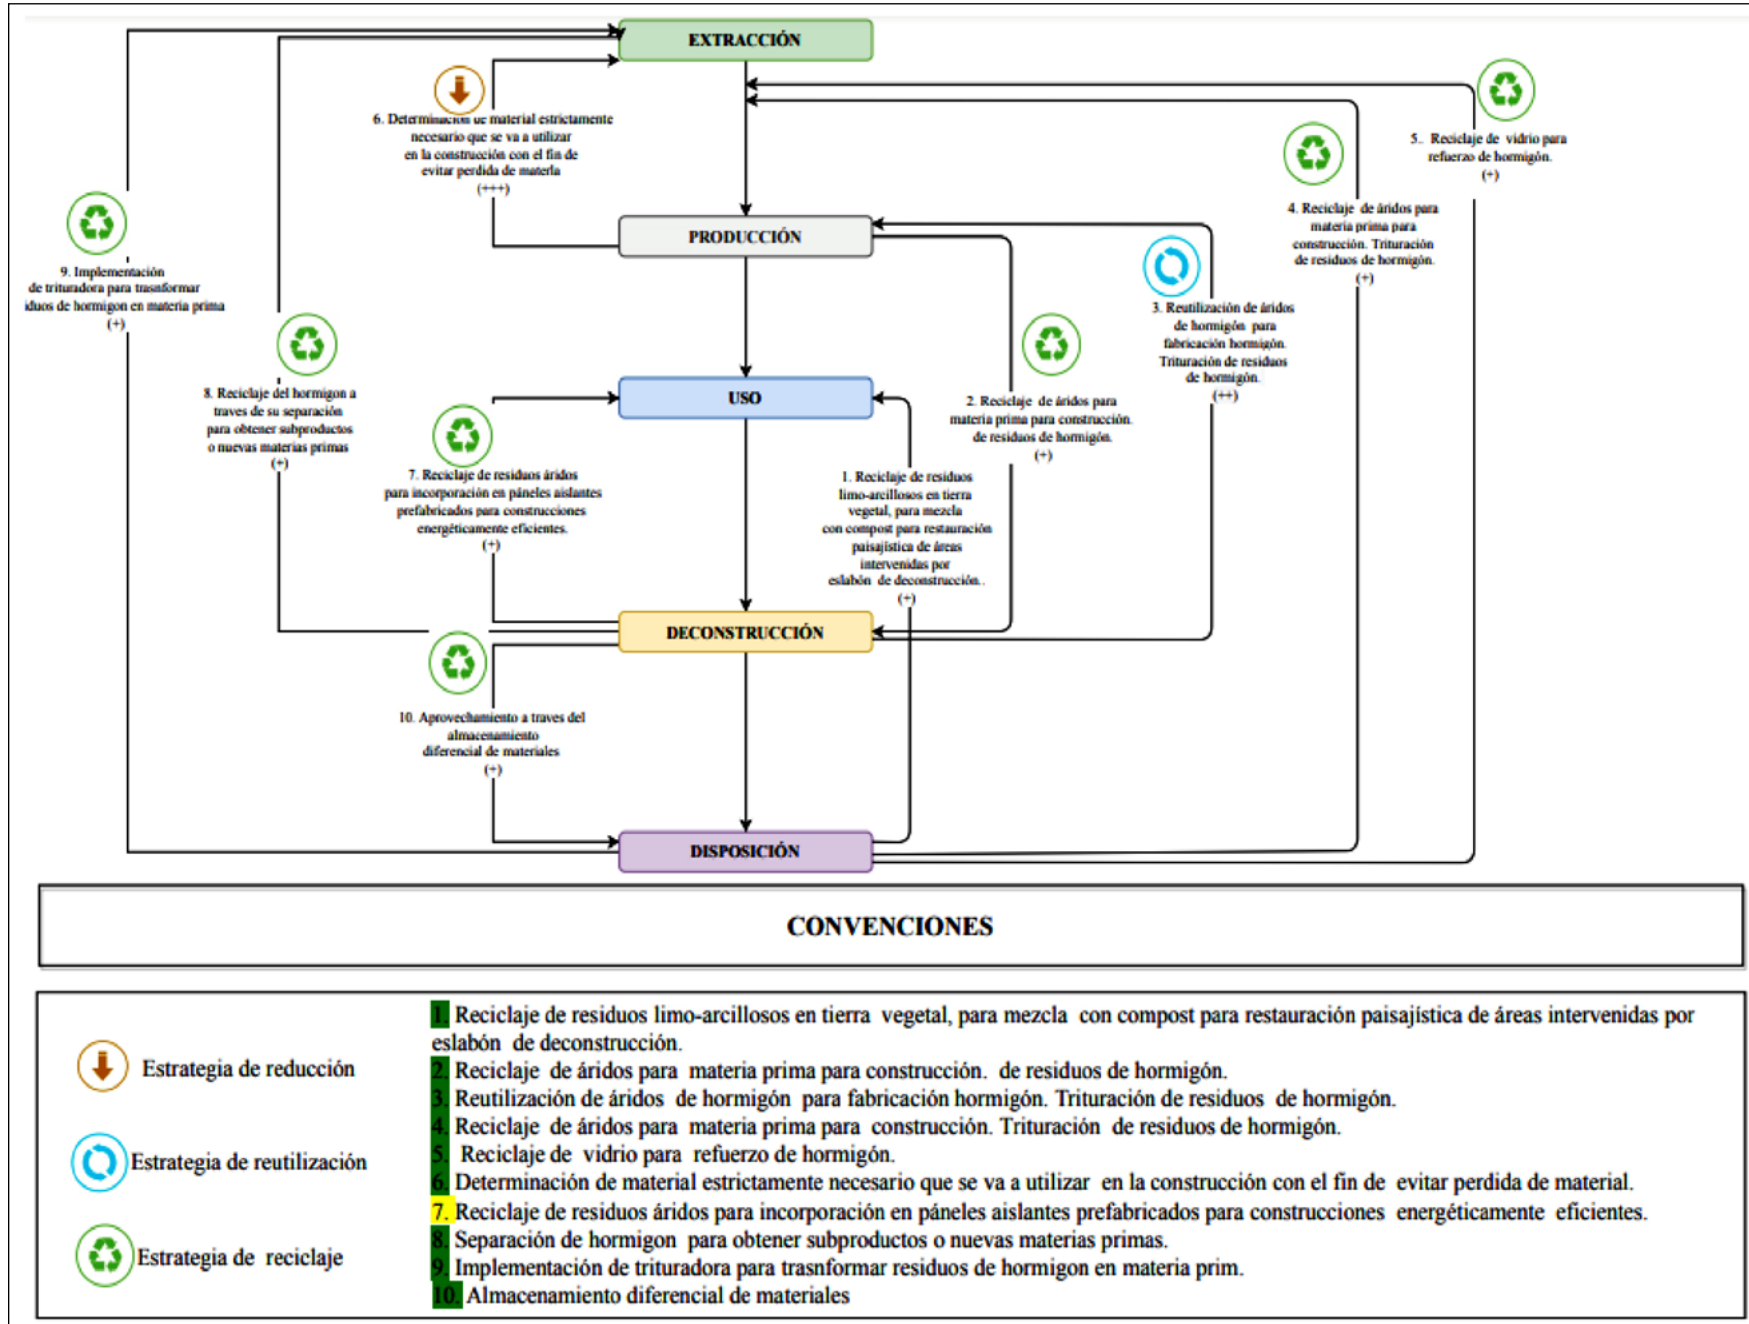 EXTRACCIÓN
6. Determinación de material estrictamente
necesario que se va a utilizar
en la construcción con el fin de
evitar perdida de materia
(+++)
5.. Reciclaje de vidrio para
refuerzo de hormigón.
(+)
4. Reciclaje de áridos para
materia prima para
construcción. Trituración
de residuos de hormigón.
(+)
PRODUCCIÓN
9. Implementación
de trituradora para trasnformar
iduos de hormigon en materia prima
(+)
3. Reutilización de áridos
de hormigón para
fabricación hormigón.
Trituración de residuos
de hormigón.
(++)
8. Reciclaje del hormigon a
traves de su separación
para obtener subproductos
o nuevas materias primas
(+)
USO
2. Reciclaje de áridos para
materia prima para construcción.
de residuos de hormigón.
(+)
7. Reciclaje de residuos áridos
para incorporación en páneles aislantes
prefabricados para construcciones
energéticamente eficientes.
(+)
1. Reciclaje de residuos
limo-arcillosos en tierra
vegetal, para mezcla
con compost para restauración
paisajística de áreas
intervenidas por
eslabón de deconstrucción..
(+)
DECONSTRUCCIÓN
10. Aprovechamiento a traves del
almacenamiento
diferencial de materiales
(+)
DISPOSICIÓN
CONVENCIONES
Estrategia de reducción
Estrategia de reutilización
Estrategia de reciclaje
1. Reciclaje de residuos limo-arcillosos en tierra vegetal, para mezcla con compost para restauración paisajística de áreas intervenidas por
eslabón de deconstrucción.
2. Reciclaje de áridos para materia prima para construcción. de residuos de hormigón.
3. Reutilización de áridos de hormigón para fabricación hormigón. Trituración de residuos de hormigón.
4. Reciclaje de áridos para materia prima para construcción. Trituración de residuos de hormigón.
5. Reciclaje de vidrio para refuerzo de hormigón.
6. Determinación de material estrictamente necesario que se va a utilizar en la construcción con el fin de evitar perdida de material.
7. Reciclaje de residuos áridos para incorporación en páneles aislantes prefabricados para construcciones energéticamente eficientes.
8. Separación de hormigon para obtener subproductos o nuevas materias primas.
9. Implementación de trituradora para trasnformar residuos de hormigon en materia prim.
10. Almacenamiento diferencial de materiales